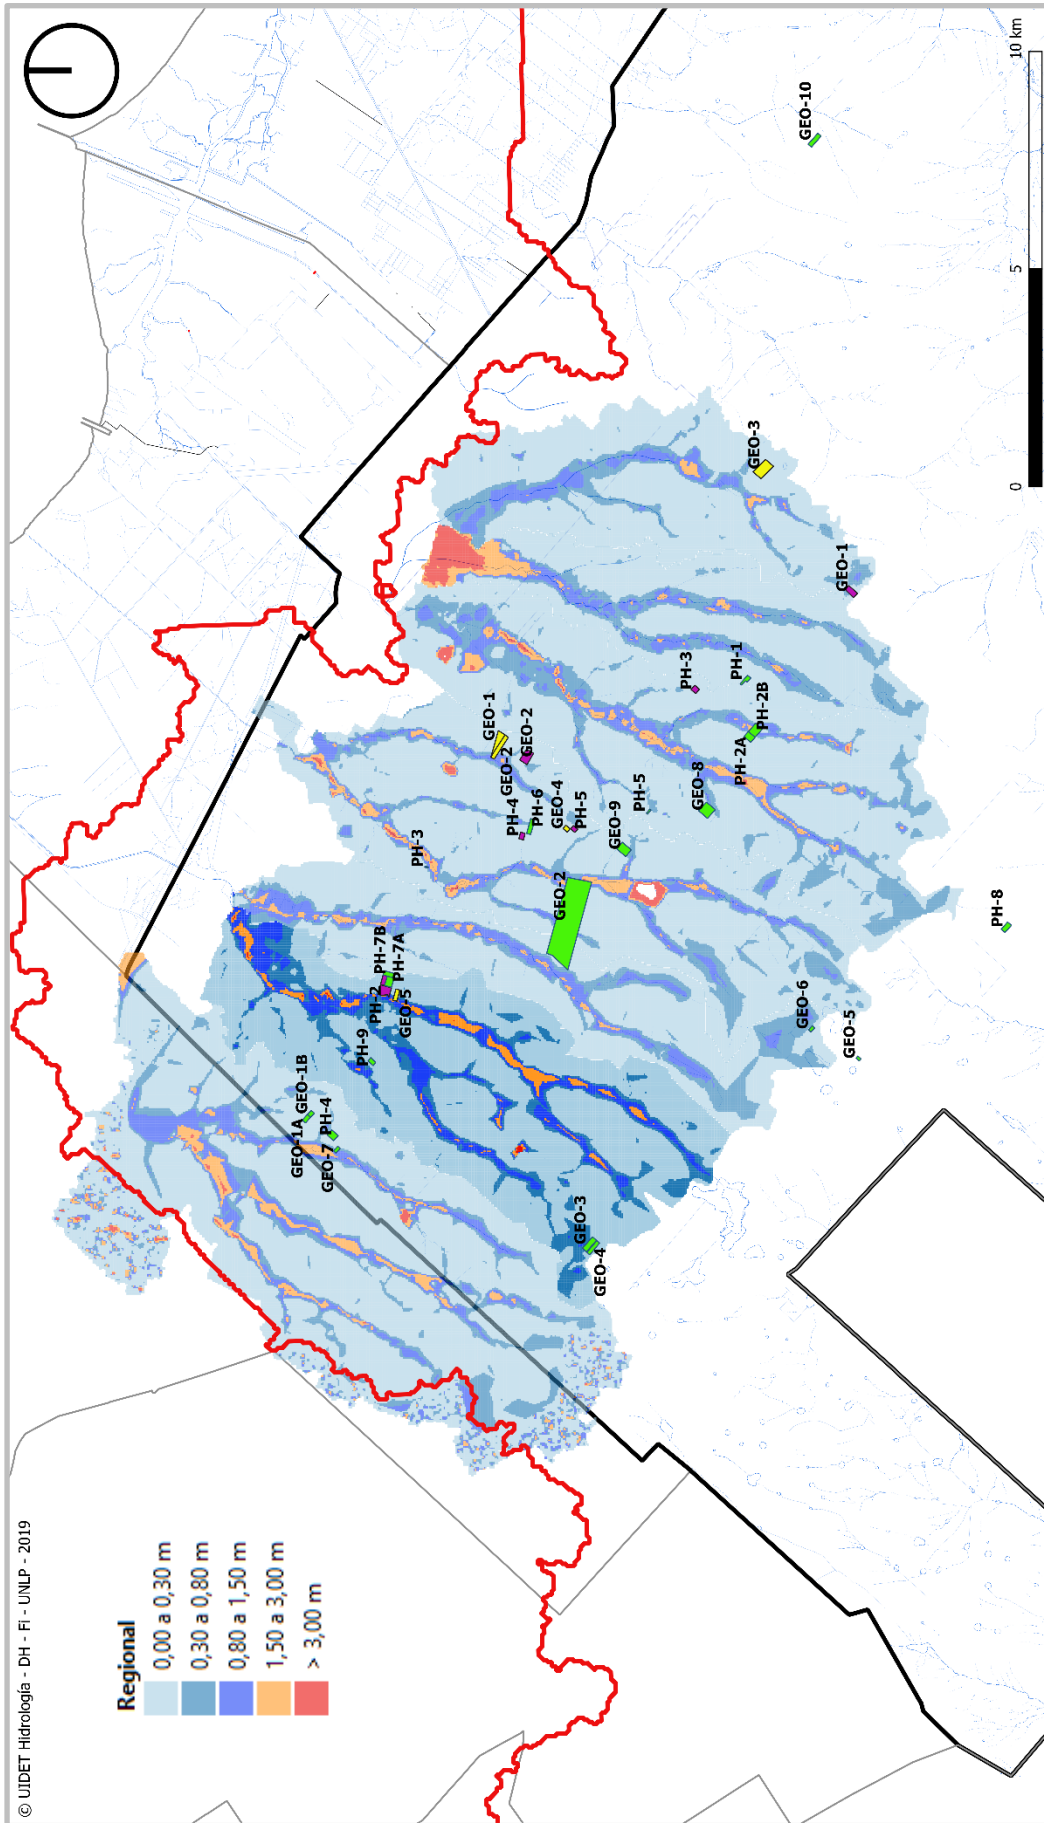 © UIDET Hidrología - DH - FI - UNLP - 2019
Regional
0,00 a 0,30 m
0,30 a 0,80 m
0,80 a 1,50 m
1,50 a 3,00 m
> 3,00 m
GEO-1A
GEO-1B
GEO-7
PH-4
PH-9
PH-2
PH-7B
PH-7A
GEO-5
PH-3
GEO-1
GEO-2
GEO-2
PH-4
PH-6
GEO-4
PH-5
GEO-2
GEO-9
PH-5
GEO-3
GEO-4
GEO-8
PH-3
PH-1
PH-2A
PH-2B
GEO-3
GEO-10
GEO-1
GEO-6
GEO-5
PH-8
0
5
10 km